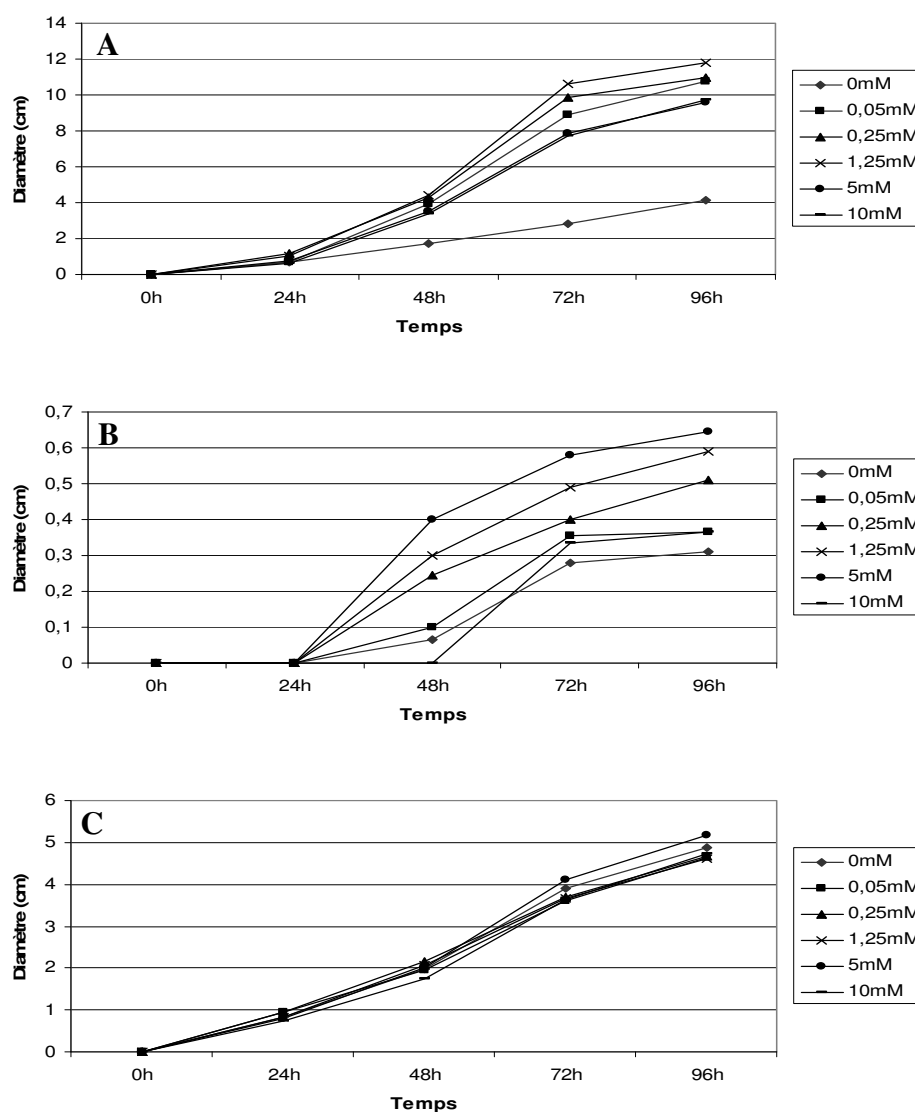 A
14
12
10
8
6
4
2
0
Diamètre (cm)
0h 24h 48h 72h 96h
Temps
0mM
0,05mM
0,25mM
1,25mM
5mM
10mM
B
0,7
0,6
0,5
0,4
0,3
0,2
0,1
0
Diamètre (cm)
0h 24h 48h 72h 96h
Temps
0mM
0,05mM
0,25mM
1,25mM
5mM
10mM
C
6
5
4
3
2
1
0
Diamètre (cm)
0h 24h 48h 72h 96h
Temps
0mM
0,05mM
0,25mM
1,25mM
5mM
10mM